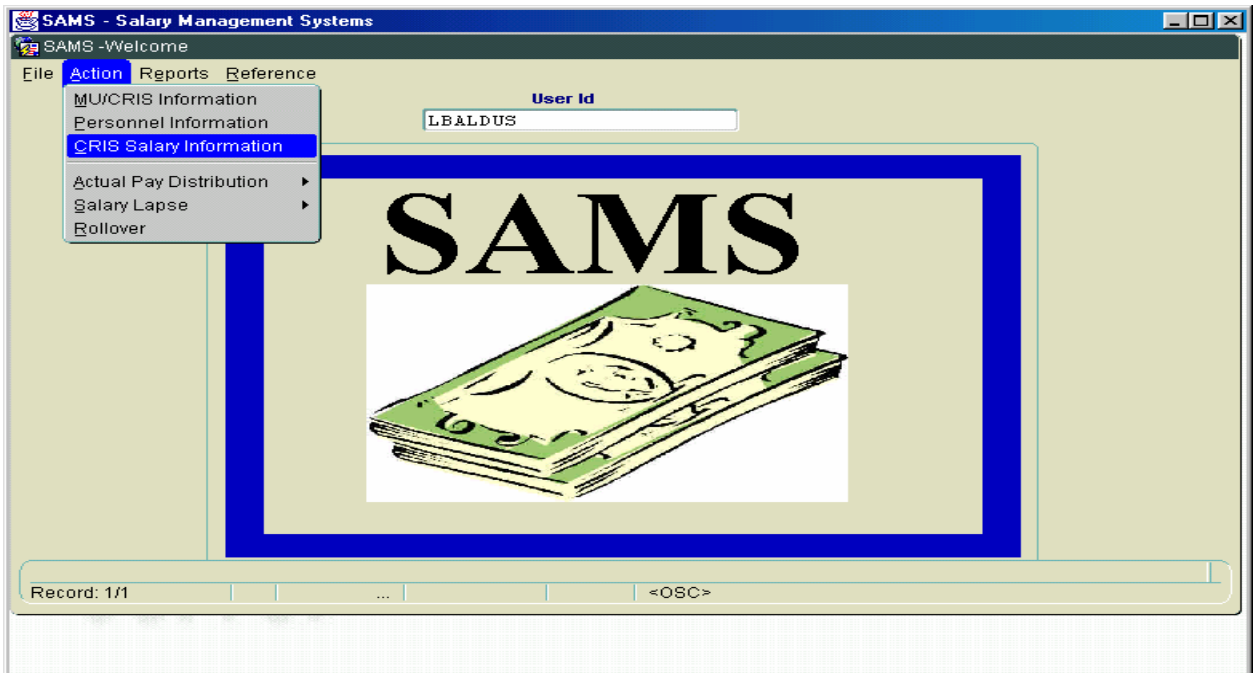 SAMS - Salary Management Systems
SAMS -Welcome
File Action Reports Reference
MU/CRIS Information
Personnel Information
CRIS Salary Information
Actual Pay Distribution
Salary Lapse
Rollover
User Id
LBALDUS
SAMS
Record: 1/1 ... <OSC>